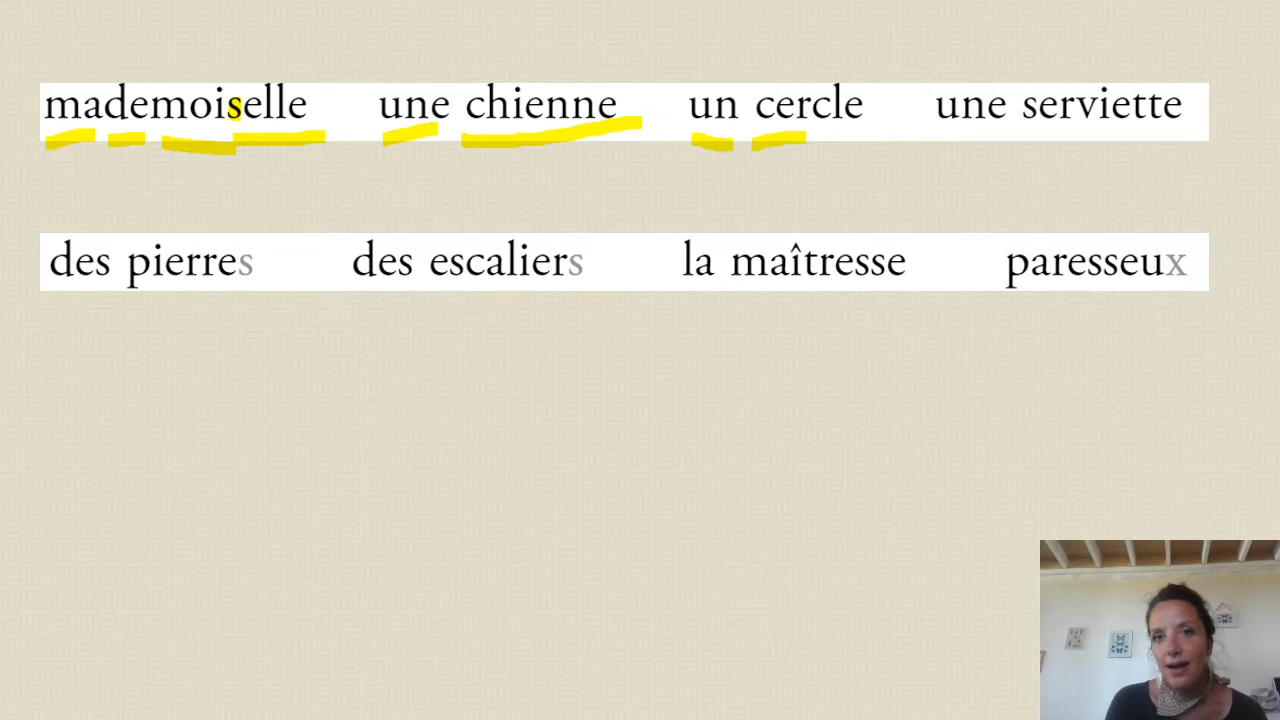 mademoiselle une chienne un cercle une serviette
des pierres des escaliers la maîtresse paresseux